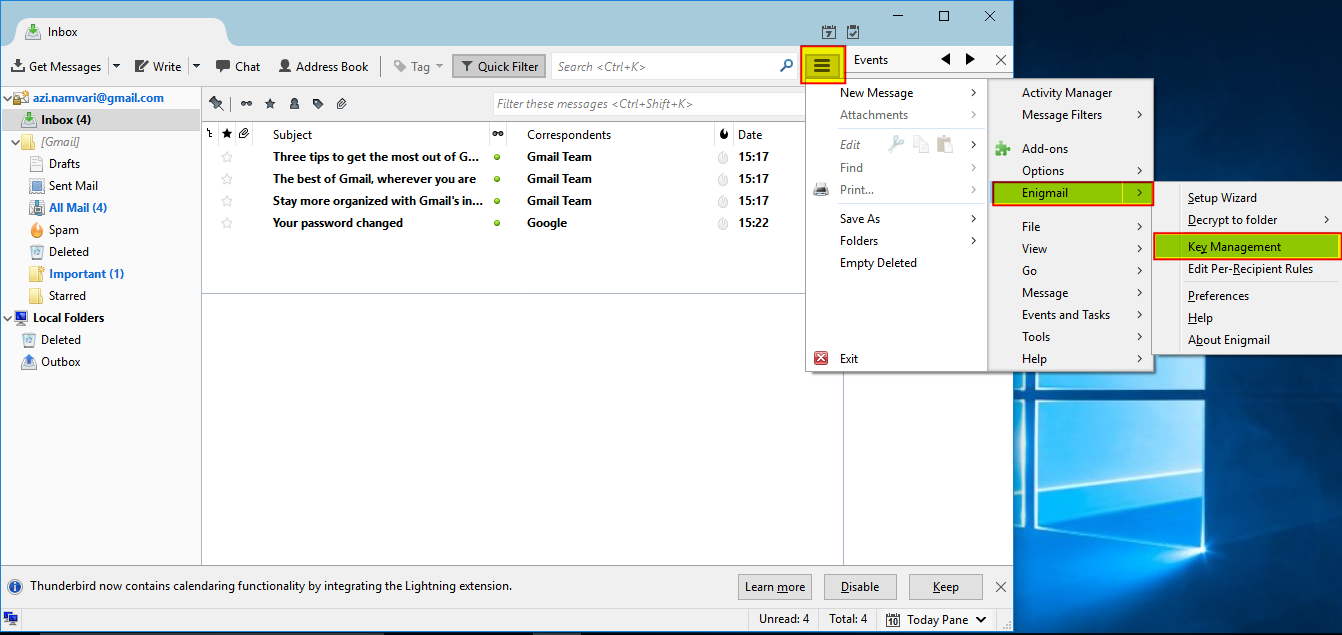 Inbox
7
Get Messages Write Chat Address Book Tag Quick Filter Search <Ctrl+K> Events
azi.namvari@gmail.com
Inbox (4)
[Gmail]
Drafts
Sent Mail
All Mail (4)
Spam
Deleted
Important (1)
Starred
Local Folders
Deleted
Outbox
Filter these messages <Ctrl+Shift+K>
Subject Correspondents Date
Three tips to get the most out of G... Gmail Team 15:17
The best of Gmail, wherever you are Gmail Team 15:17
Stay more organized with Gmail's in... Gmail Team 15:17
Your password changed Google 15:22
New Message
Attachments
Edit
Find
Print...
Save As
Folders
Empty Deleted
Exit
Activity Manager
Message Filters
Add-ons
Options
Enigmail
File
View
Go
Message
Events and Tasks
Tools
Help
Setup Wizard
Decrypt to folder
Key Management
Edit Per-Recipient Rules
Preferences
Help
About Enigmail
Thunderbird now contains calendaring functionality by integrating the Lightning extension. Learn more Disable Keep
Unread: 4 Total: 4 10 Today Pane